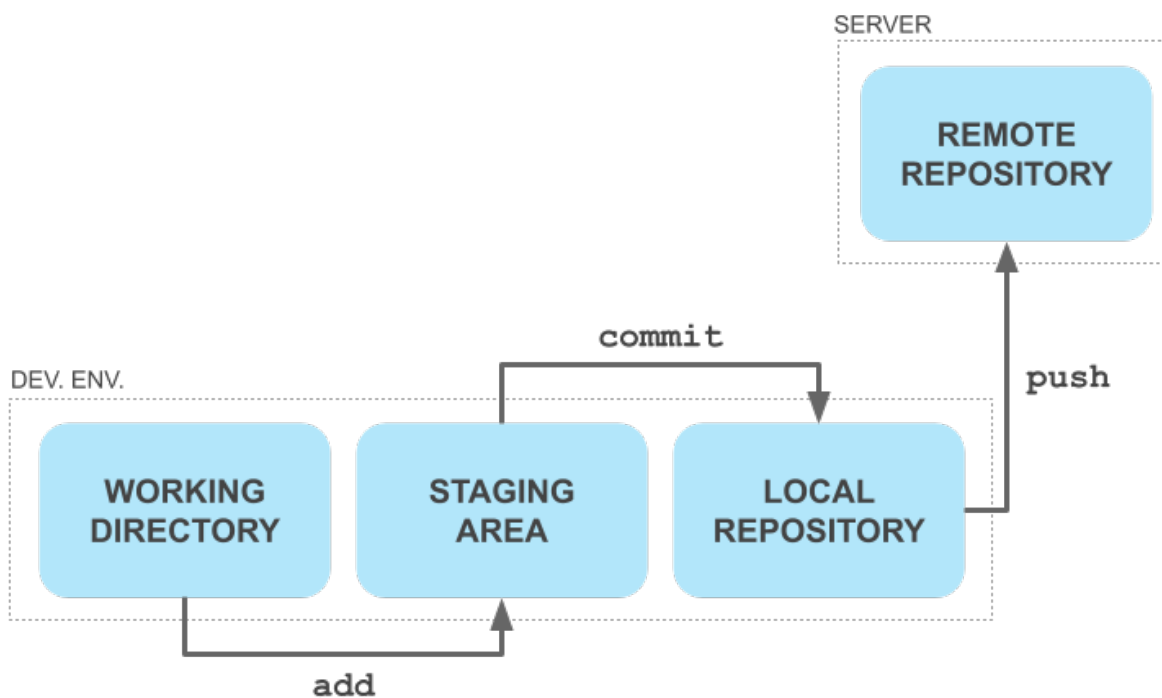 SERVER
REMOTE
REPOSITORY
commit
push
DEV. ENV.
WORKING
DIRECTORY
STAGING
AREA
LOCAL
REPOSITORY
add